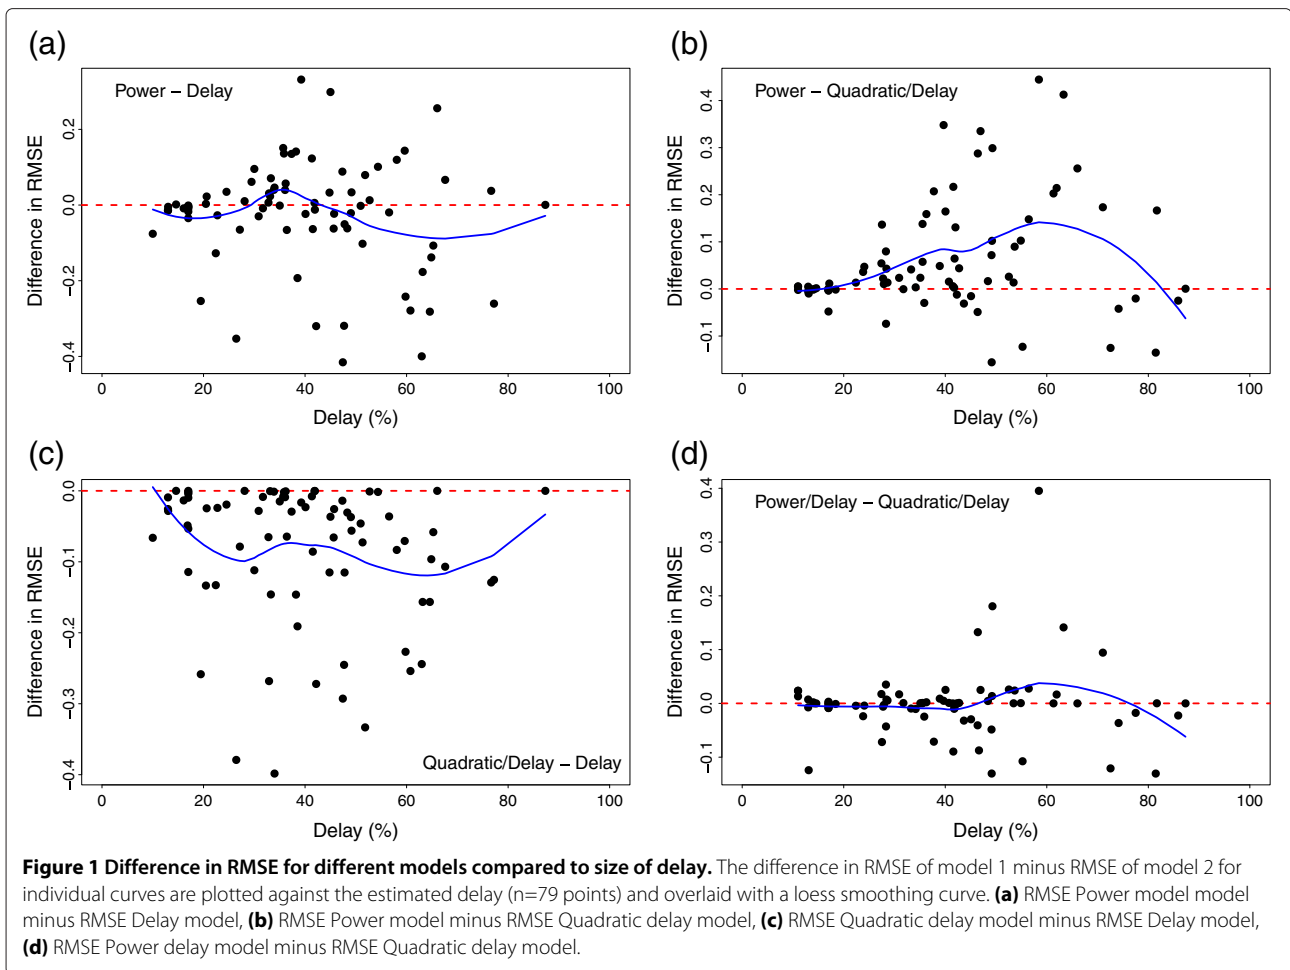 (a)
Power – Delay
Difference in RMSE
0.2
0.0
−0.2
−0.4
0 20 40 60 80 100
Delay (%)
(b)
Power – Quadratic/Delay
Difference in RMSE
0.4
0.3
0.2
0.1
0.0
−0.1
0 20 40 60 80 100
Delay (%)
(c)
Difference in RMSE
0.0
−0.1
−0.2
−0.3
−0.4
Quadratic/Delay – Delay
0 20 40 60 80 100
Delay (%)
(d)
Power/Delay – Quadratic/Delay
Difference in RMSE
0.4
0.3
0.2
0.1
0.0
−0.1
0 20 40 60 80 100
Delay (%)
Figure 1 Difference in RMSE for different models compared to size of delay. The difference in RMSE of model 1 minus RMSE of model 2 for
individual curves are plotted against the estimated delay (n=79 points) and overlaid with a loess smoothing curve. (a) RMSE Power model model
minus RMSE Delay model, (b) RMSE Power model minus RMSE Quadratic delay model, (c) RMSE Quadratic delay model minus RMSE Delay model,
(d) RMSE Power delay model minus RMSE Quadratic delay model.